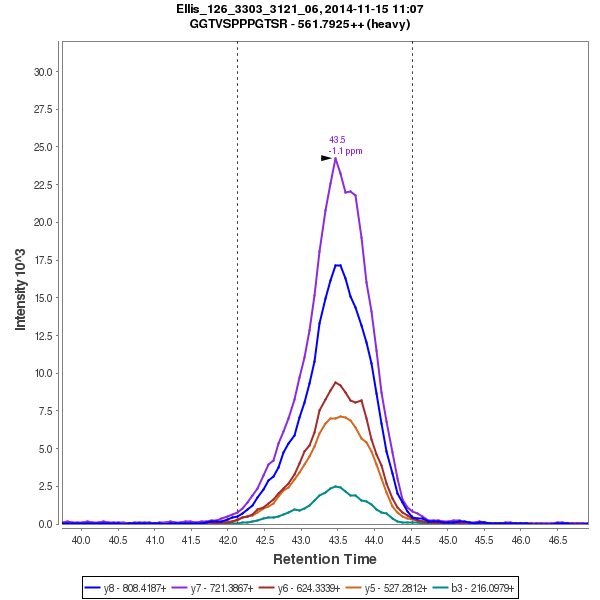 Ellis_126_3303_3121_06, 2014-11-15 11:07
GGTVSPPPGTSR - 561.7925++ (heavy)
43.5
-1.1 ppm
Intensity 10^3
30.0
27.5
25.0
22.5
20.0
17.5
15.0
12.5
10.0
7.5
5.0
2.5
0.0
40.0 40.5 41.0 41.5 42.0 42.5 43.0 43.5 44.0 44.5 45.0 45.5 46.0 46.5
Retention Time
y8 - 808.4187+ y7 - 721.3867+ y6 - 624.3339+ y5 - 527.2812+ b3 - 216.0979+